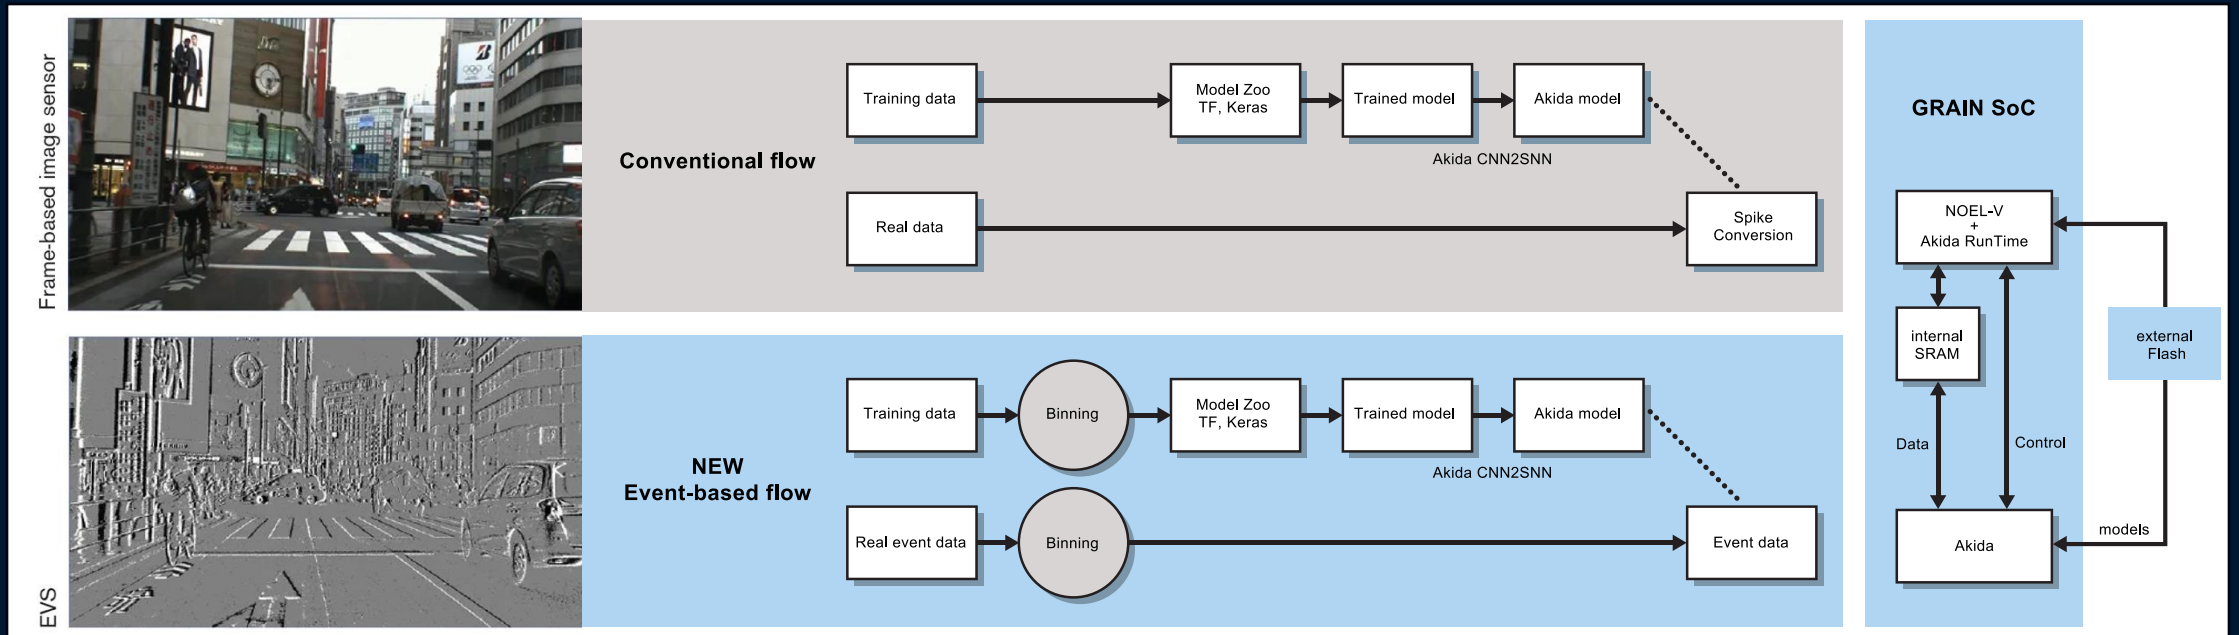 Frame-based image sensor
Conventional flow
Training data
Model Zoo
TF, Keras
Trained model
Akida model
Akida CNN2SNN
Real data
Spike
Conversion
EVS
NEW
Event-based flow
Training data
Binning
Model Zoo
TF, Keras
Trained model
Akida model
Akida CNN2SNN
Real event data
Binning
Event data
GRAIN SoC
NOEL-V
+
Akida RunTime
internal
SRAM
external
Flash
Data
Control
models
Akida